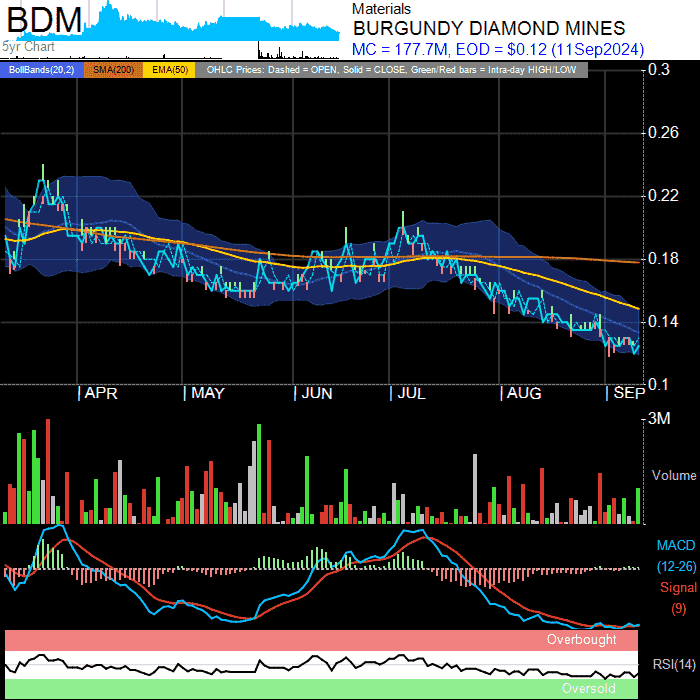 BDM
5yr Chart
Materials
BURGUNDY DIAMOND MINES
MC = 177.7M, EOD = $0.12 (11Sep2024)
BollBands(20,2) SMA(200) EMA(50) OHLC Prices: Dashed = OPEN, Solid = CLOSE, Green/Red bars = Intra-day HIGH/LOW
0.3
0.26
0.22
0.18
0.14
0.1
APR MAY JUN JUL AUG SEP
3M
Volume
MACD
(12-26)
Signal
(9)
Overbought
RSI(14)
Oversold